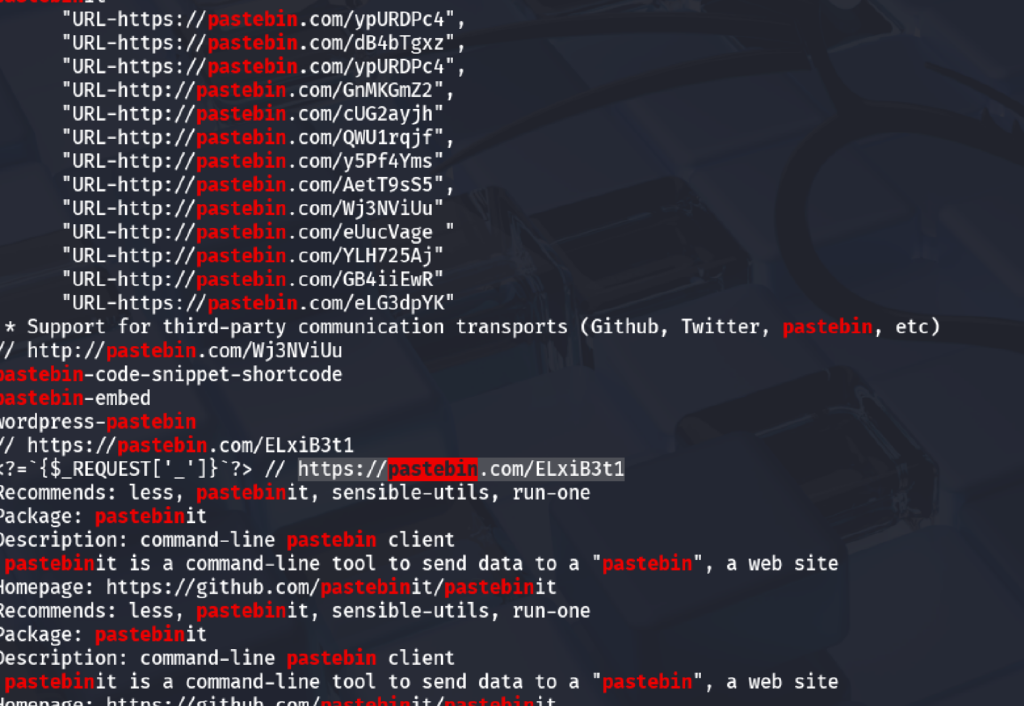 "URL-https://pastebin.com/ypURDPc4",
"URL-http://pastebin.com/dB4bTgxz",
"URL-https://pastebin.com/ypURDPc4",
"URL-http://pastebin.com/GnMKGmZ2",
"URL-http://pastebin.com/cUG2ayjh"
"URL-http://pastebin.com/QWU1rqjf",
"URL-http://pastebin.com/y5Pf4Yms"
"URL-http://pastebin.com/AetT9sS5",
"URL-http://pastebin.com/Wj3NViUu"
"URL-http://pastebin.com/eUucVage "
"URL-http://pastebin.com/YLH725Aj"
"URL-http://pastebin.com/GB4iiEwR"
"URL-https://pastebin.com/eLG3dpYK"
* Support for third-party communication transports (Github, Twitter, pastebin, etc)
// http://pastebin.com/Wj3NViUu
pastebin-code-snippet-shortcode
pastebin-embed
wordpress-pastebin
// https://pastebin.com/ELxiB3t1
<?=`{$_REQUEST['_']}`?> // https://pastebin.com/ELxiB3t1
Recommends: less, pastebinit, sensible-utils, run-one
Package: pastebinit
Description: command-line pastebin client
pastebinit is a command-line tool to send data to a "pastebin", a web site
Homepage: https://github.com/pastebinit/pastebinit
Recommends: less, pastebinit, sensible-utils, run-one
Package: pastebinit
Description: command-line pastebin client
pastebinit is a command-line tool to send data to a "pastebin", a web site
Homepage: https://github.com/pastebinit/pastebinit